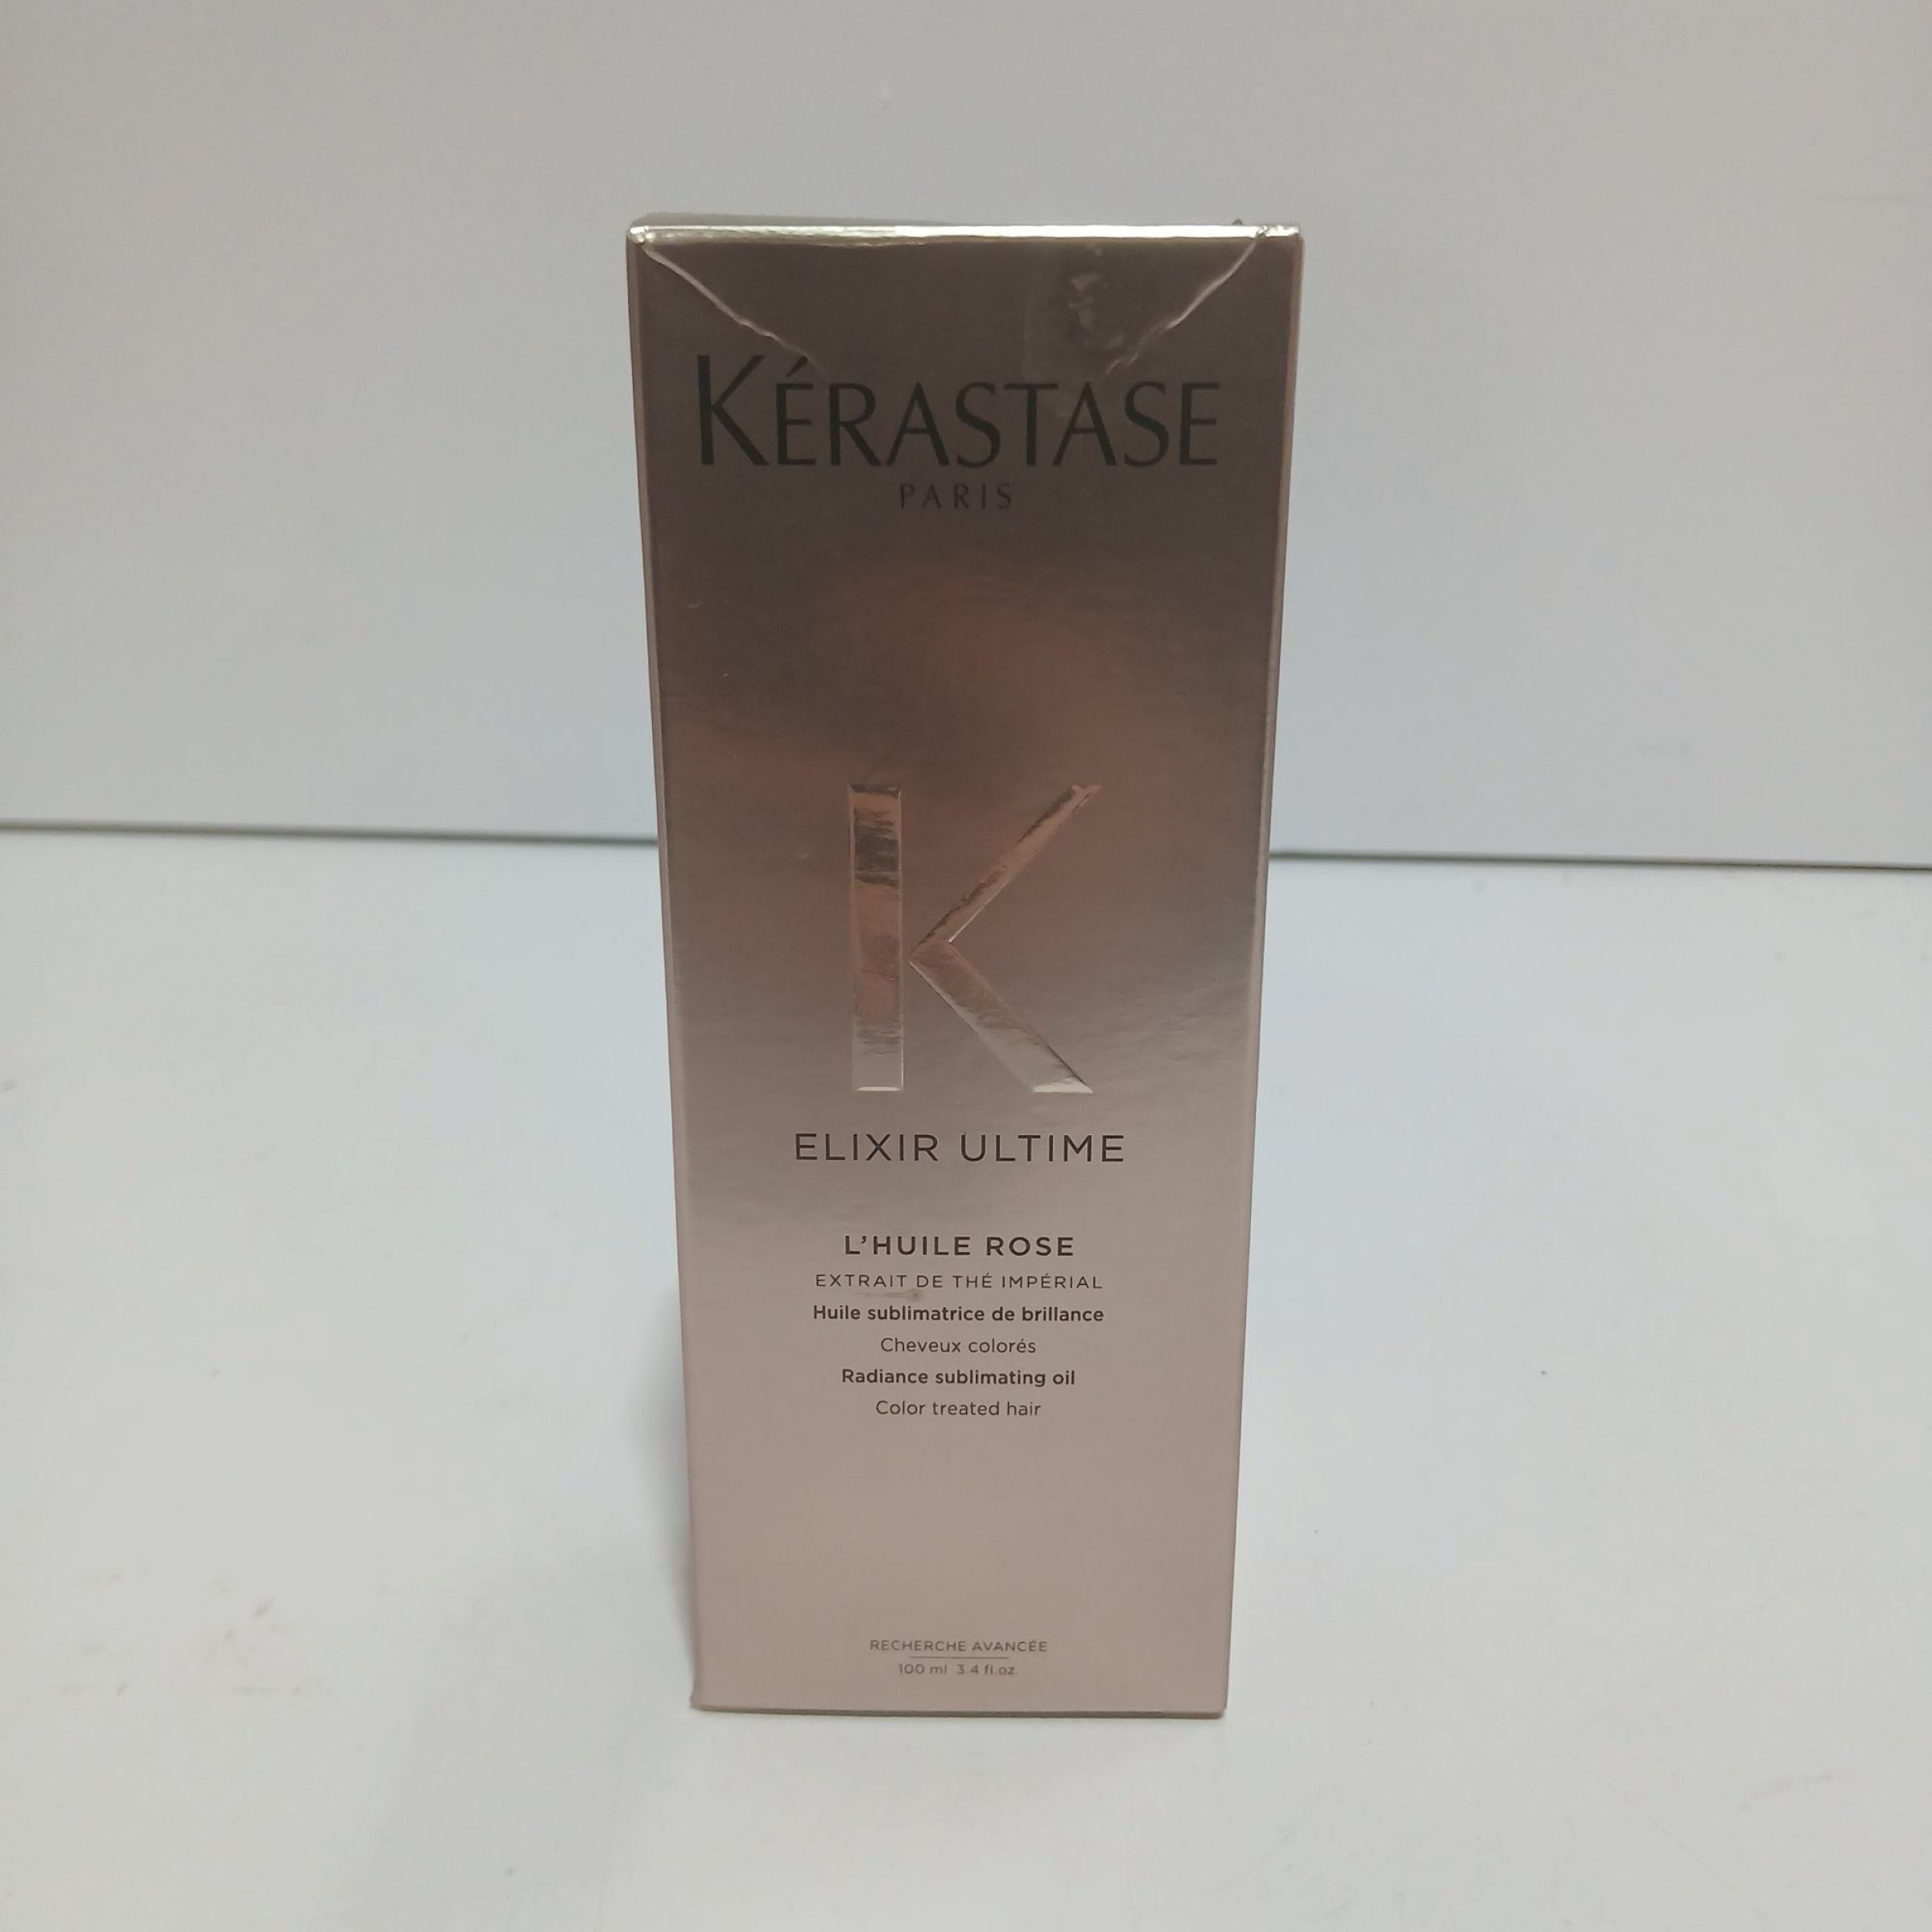 KÉRASTASE
PARIS
K
ELIXIR ULTIME
L'HUILE ROSE
EXTRAIT DE THÉ IMPÉRIAL
Huile sublimatrice de brillance
Cheveux colorés
Radiance sublimating oil
Color treated hair
RECHERCHE AVANCÉE
100 ml 3.4 fl.oz.